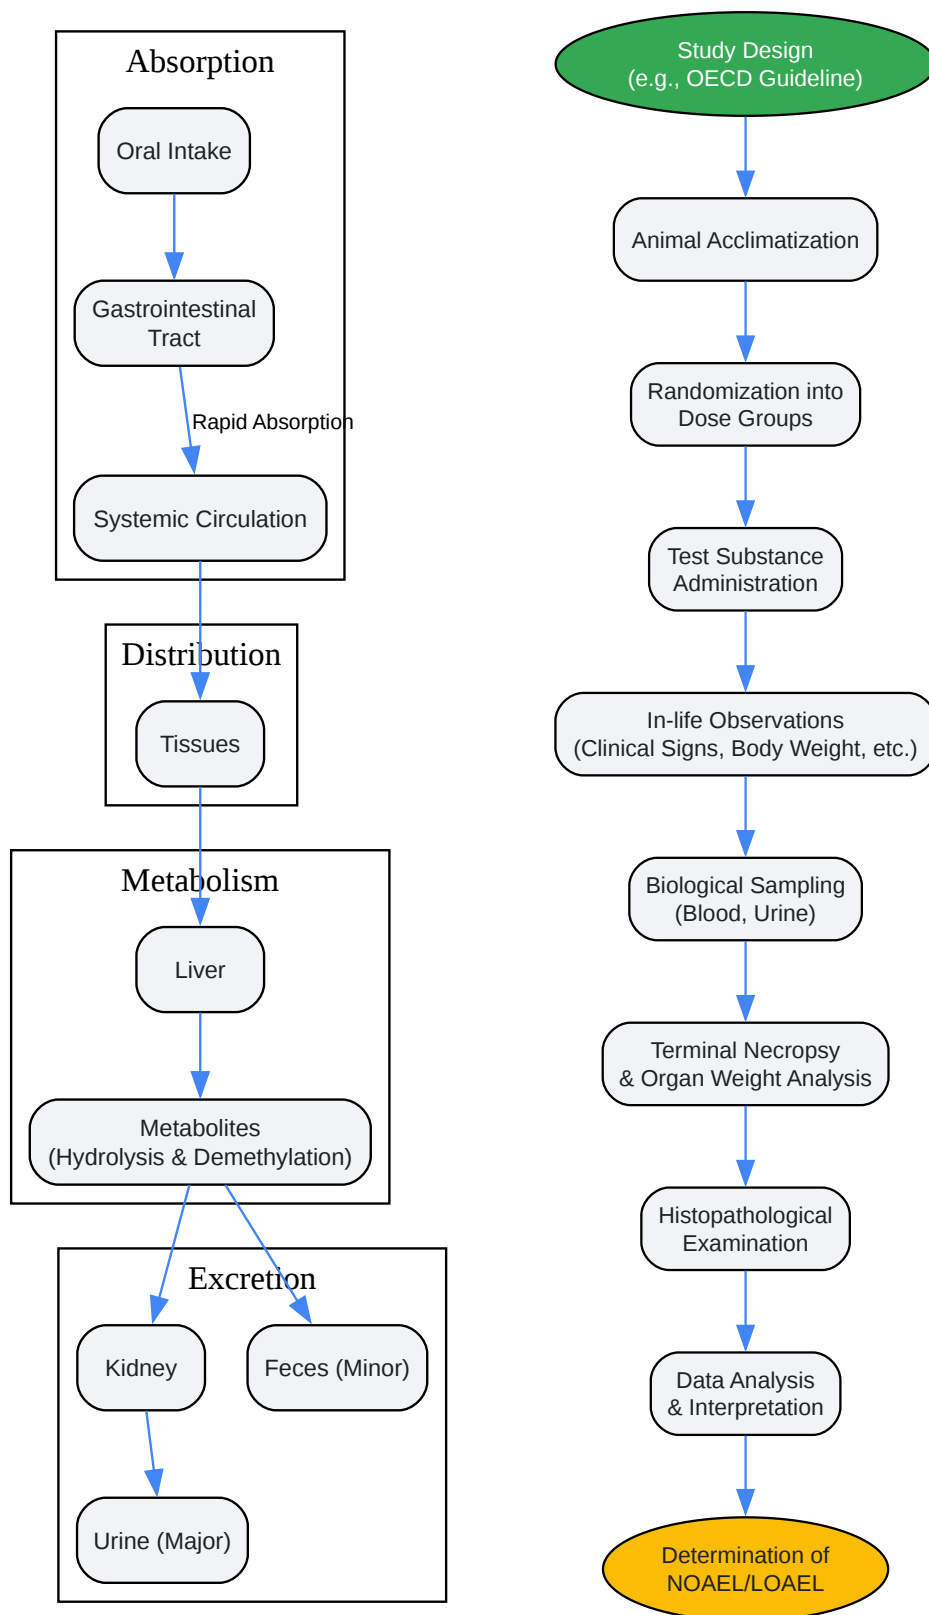 Absorption
Oral Intake
Gastrointestinal
Tract
Rapid Absorption
Systemic Circulation
Distribution
Tissues
Metabolism
Liver
Metabolites
(Hydrolysis & Demethylation)
Excretion
Kidney
Feces (Minor)
Urine (Major)
Study Design
(e.g., OECD Guideline)
Animal Acclimatization
Randomization into
Dose Groups
Test Substance
Administration
In-life Observations
(Clinical Signs, Body Weight, etc.)
Biological Sampling
(Blood, Urine)
Terminal Necropsy
& Organ Weight Analysis
Histopathological
Examination
Data Analysis
& Interpretation
Determination of
NOAEL/LOAEL